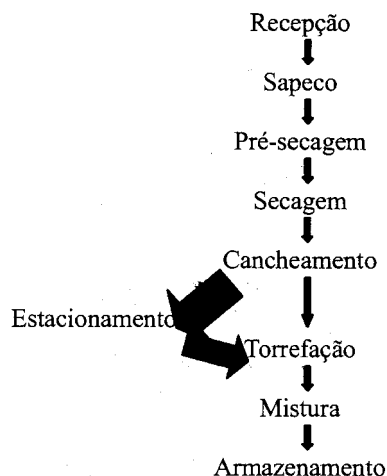 Recepção
Sapeco
Pré-secagem
Secagem
Cancheamento
Estacionamento
Torrefação
Mistura
Armazenamento